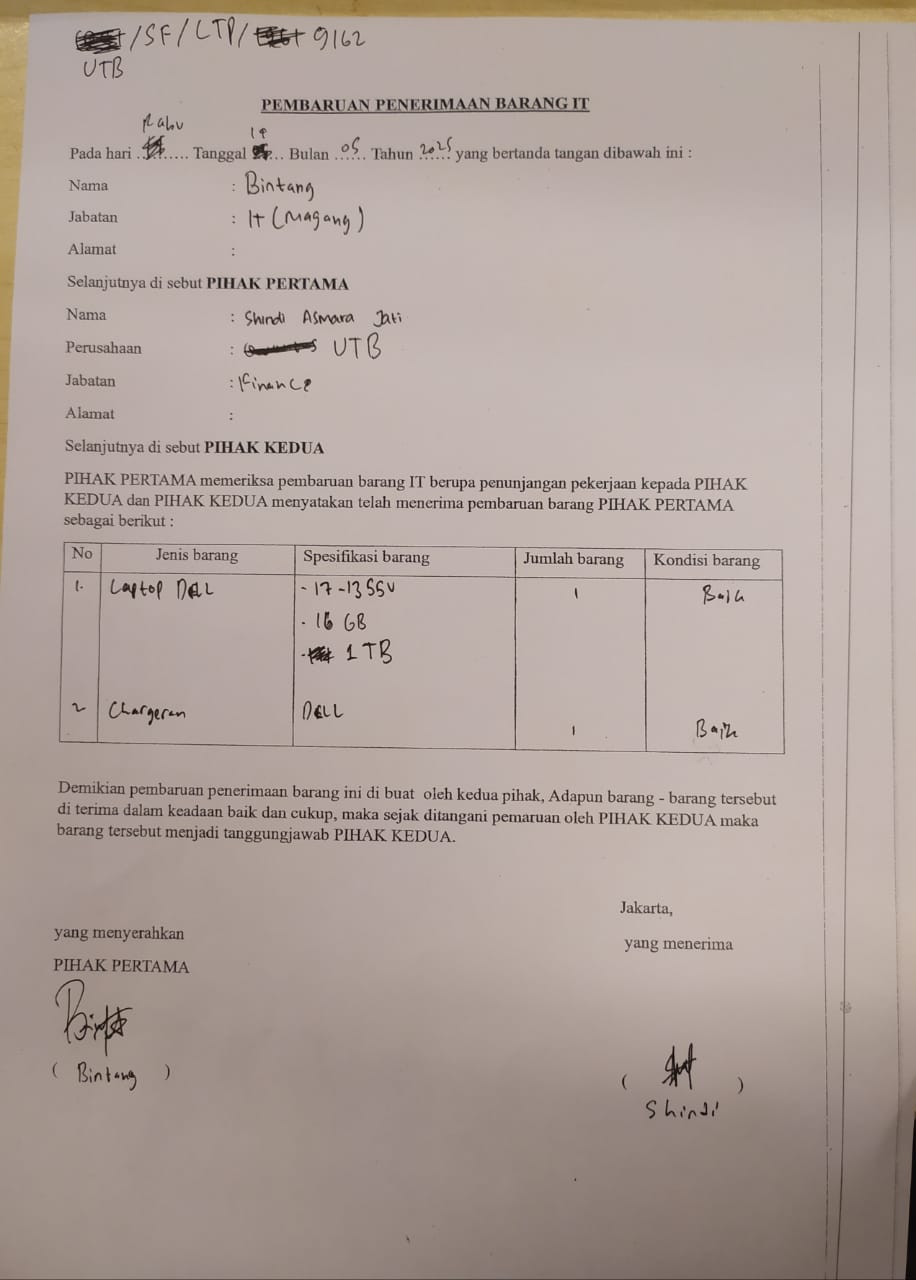 /SF/LTP/ 9162
UTB
PEMBARUAN PENERIMAAN BARANG IT
Pada hari Rabu Tanggal Bulan 05 Tahun 2025 yang bertanda tangan dibawah ini :
Nama : Bintang
Jabatan : It (Magang)
Alamat :
Selanjutnya di sebut PIHAK PERTAMA
Nama : Shindi Asmara Jati
Perusahaan : UTB
Jabatan : Finance
Alamat :
Selanjutnya di sebut PIHAK KEDUA
PIHAK PERTAMA memeriksa pembaruan barang IT berupa penunjangan pekerjaan kepada PIHAK
KEDUA dan PIHAK KEDUA menyatakan telah menerima pembaruan barang PIHAK PERTAMA
sebagai berikut :
No Jenis barang Spesifikasi barang Jumlah barang Kondisi barang
1. Laptop DELL - 17-1355U 1 Baik
- 16 GB
- 1 TB
2 Chargeran DELL 1 Baik
Demikian pembaruan penerimaan barang ini di buat oleh kedua pihak, Adapun barang - barang tersebut
di terima dalam keadaan baik dan cukup, maka sejak ditangani pemaruan oleh PIHAK KEDUA maka
barang tersebut menjadi tanggungjawab PIHAK KEDUA.
Jakarta,
yang menyerahkan yang menerima
PIHAK PERTAMA
( Bintang )
( )
Shindi